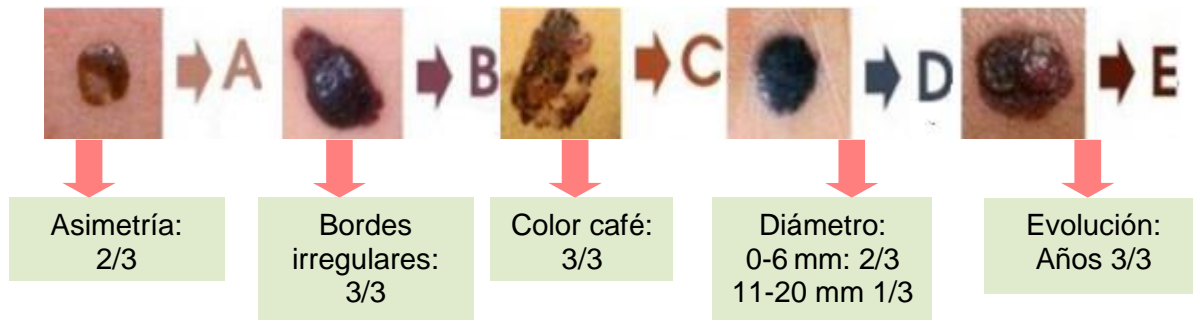 A B C D E
Asimetría:
2/3
Bordes
irregulares:
3/3
Color café:
3/3
Diámetro:
0-6 mm: 2/3
11-20 mm 1/3
Evolución:
Años 3/3